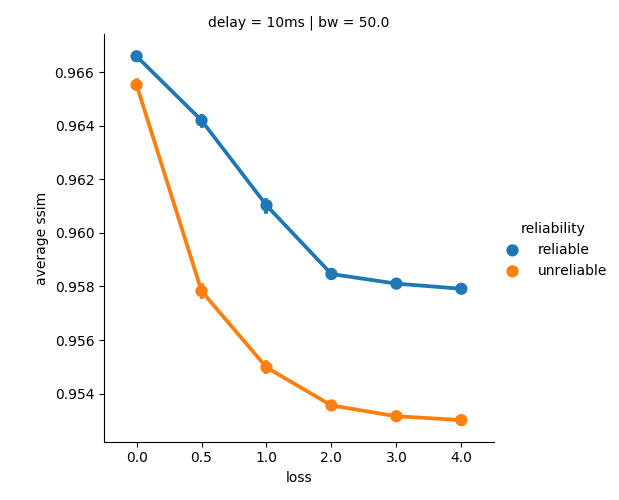 delay = 10ms | bw = 50.0
average ssim
0.966
0.964
0.962
0.960
0.958
0.956
0.954
0.0 0.5 1.0 2.0 3.0 4.0
loss
reliability
reliable
unreliable